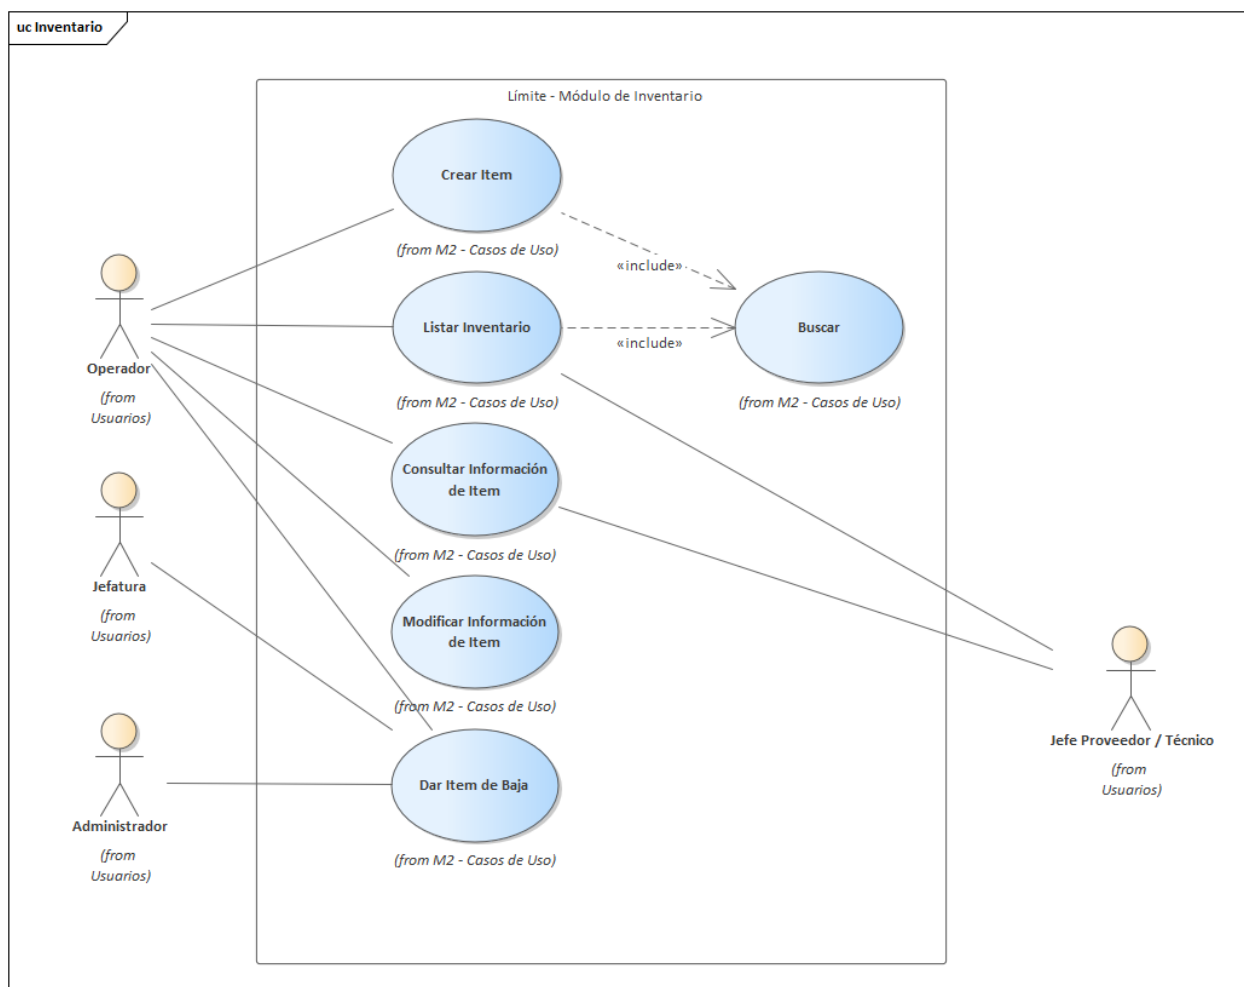 uc Inventario
Límite - Módulo de Inventario
Crear Item
(from M2 - Casos de Uso)
«include»
Operador
(from
Usuarios)
Listar Inventario
(from M2 - Casos de Uso)
«include»
Buscar
(from M2 - Casos de Uso)
Consultar Información
de Item
(from M2 - Casos de Uso)
Jefatura
(from
Usuarios)
Modificar Información
de Item
(from M2 - Casos de Uso)
Jefe Proveedor / Técnico
(from
Usuarios)
Dar Item de Baja
(from M2 - Casos de Uso)
Administrador
(from
Usuarios)